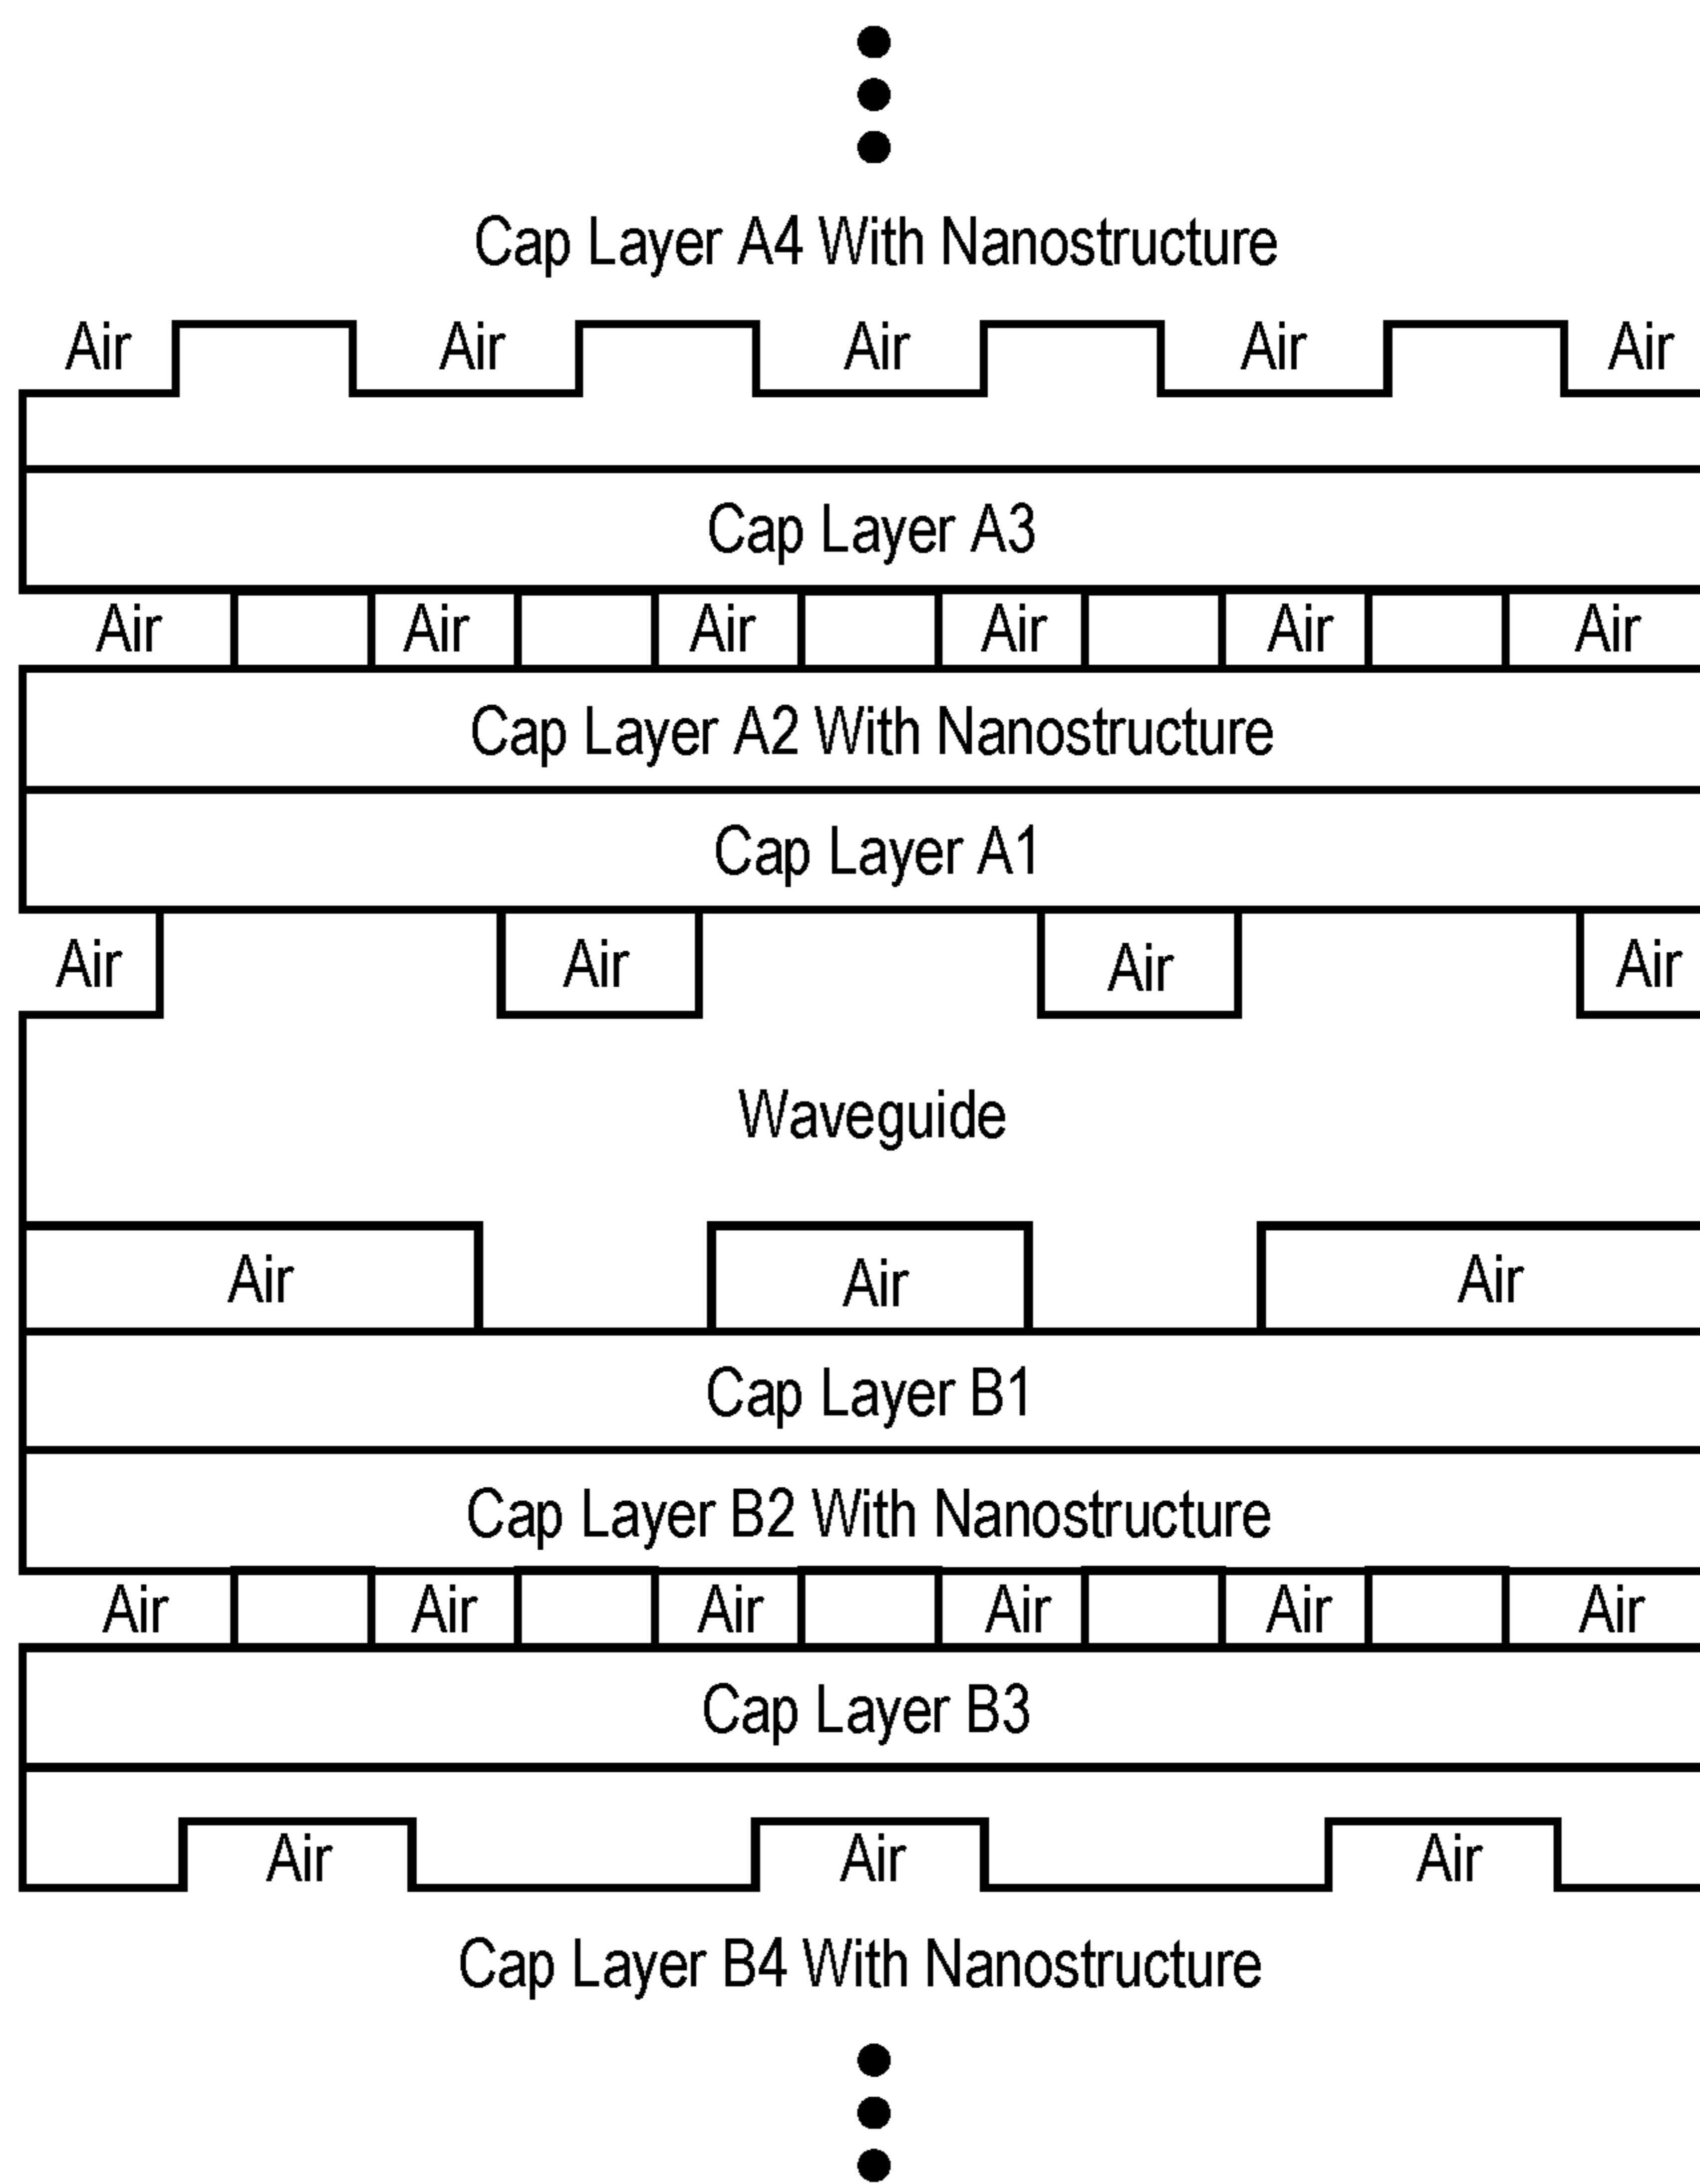 Cap Layer A4 With Nanostructure
Air Air Air Air Air
Cap Layer A3
Air Air Air Air Air Air
Cap Layer A2 With Nanostructure
Cap Layer A1
Air Air Air Air
Waveguide
Air Air Air
Cap Layer B1
Cap Layer B2 With Nanostructure
Air Air Air Air Air Air
Cap Layer B3
Air Air Air
Cap Layer B4 With Nanostructure